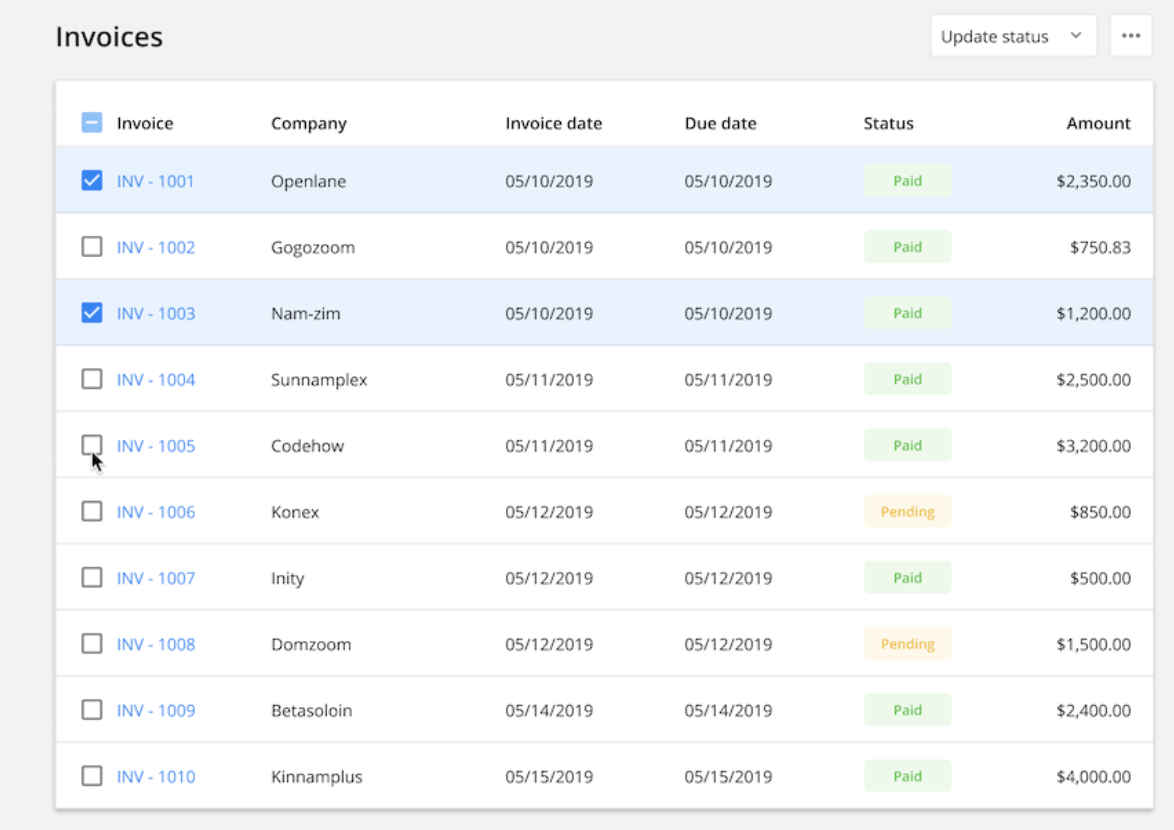 Invoices
Update status
Invoice Company Invoice date Due date Status Amount
INV - 1001 Openlane 05/10/2019 05/10/2019 Paid $2,350.00
INV - 1002 Gogozoom 05/10/2019 05/10/2019 Paid $750.83
INV - 1003 Nam-zim 05/10/2019 05/10/2019 Paid $1,200.00
INV - 1004 Sunnamplex 05/11/2019 05/11/2019 Paid $2,500.00
INV - 1005 Codehow 05/11/2019 05/11/2019 Paid $3,200.00
INV - 1006 Konex 05/12/2019 05/12/2019 Pending $850.00
INV - 1007 Inity 05/12/2019 05/12/2019 Paid $500.00
INV - 1008 Domzoom 05/12/2019 05/12/2019 Pending $1,500.00
INV - 1009 Betasoloin 05/14/2019 05/14/2019 Paid $2,400.00
INV - 1010 Kinnamplus 05/15/2019 05/15/2019 Paid $4,000.00